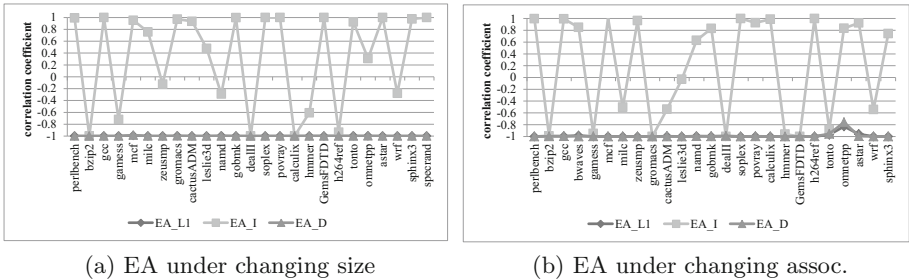 correlation coefficient
1
0.8
0.6
0.4
0.2
0
-0.2
-0.4
-0.6
-0.8
-1
perlbench
bzip2
gcc
gamess
mcf
milc
zeusmp
gromacs
cactusADM
leslie3d
namd
gobmk
dealII
soplex
povray
calculix
hmmer
GemsFDTD
h264ref
tonto
omnetpp
astar
wrf
sphinx3
specrand
EA_L1 EA_I EA_D
(a) EA under changing size
correlation coefficient
1
0.8
0.6
0.4
0.2
0
-0.2
-0.4
-0.6
-0.8
-1
perlbench
bzip2
gcc
bwaves
gamess
mcf
milc
zeusmp
gromacs
cactusADM
leslie3d
namd
gobmk
dealII
soplex
povray
calculix
hmmer
GemsFDTD
h264ref
tonto
omnetpp
astar
wrf
sphinx3
EA_L1 EA_I EA_D
(b) EA under changing assoc.